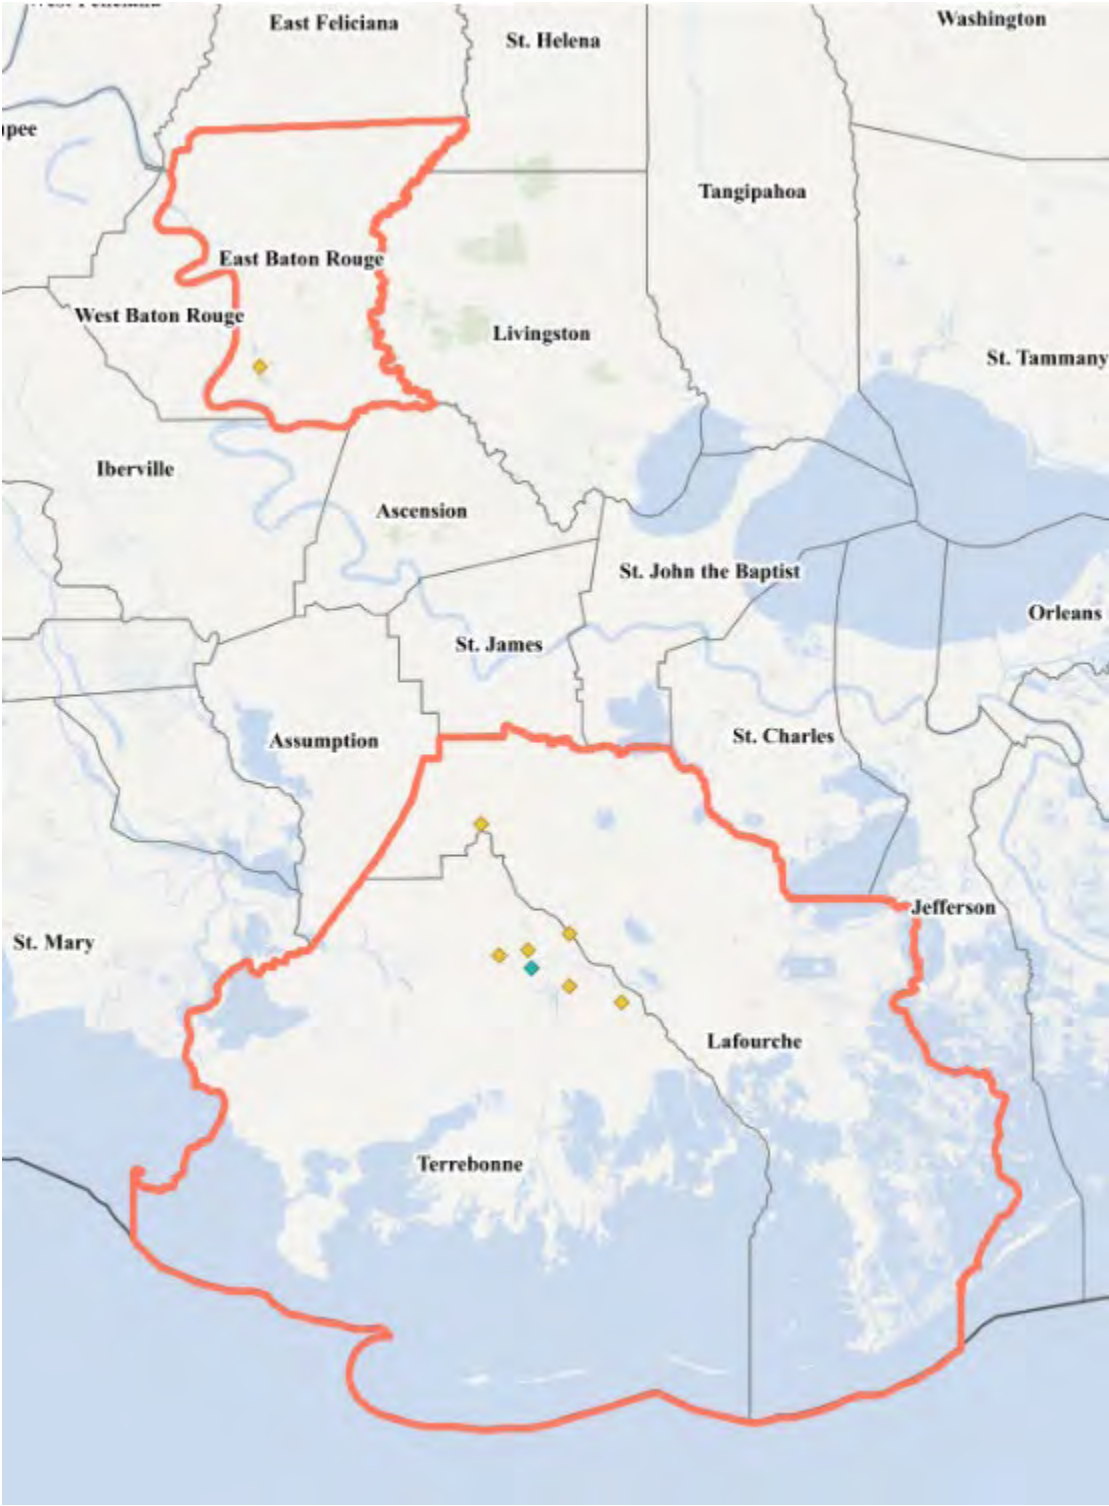 East Feliciana
Washington
St. Helena
Tangipahoa
East Baton Rouge
West Baton Rouge
Livingston
St. Tammany
Iberville
Ascension
St. John the Baptist
Orleans
St. James
St. Charles
Assumption
Jefferson
St. Mary
Lafourche
Terrebonne